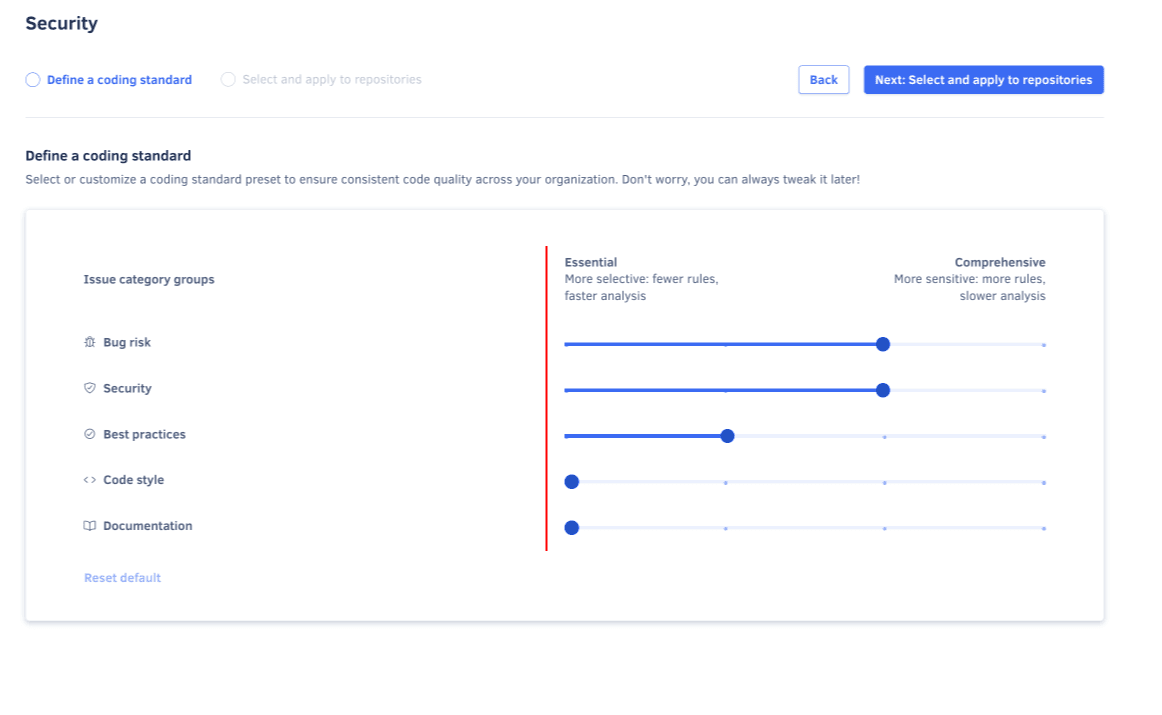 Security
Define a coding standard
Select and apply to repositories
Back
Next: Select and apply to repositories
Define a coding standard
Select or customize a coding standard preset to ensure consistent code quality across your organization. Don't worry, you can always tweak it later!
Issue category groups
Essential
More selective: fewer rules,
faster analysis
Comprehensive
More sensitive: more rules,
slower analysis
Bug risk
Security
Best practices
Code style
Documentation
Reset default